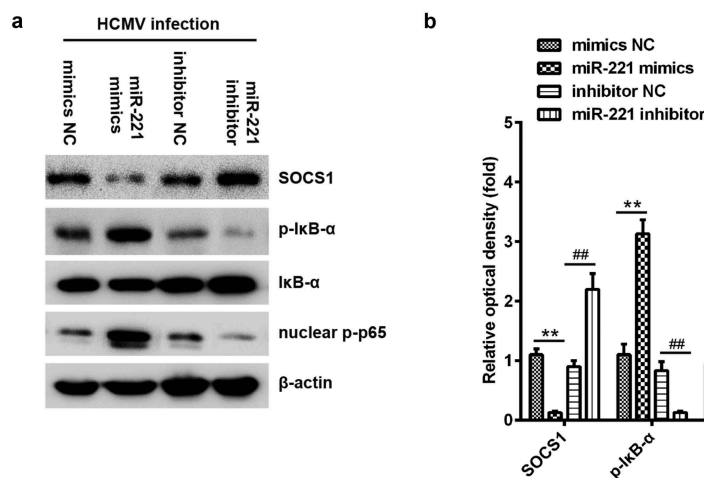 a
HCMV infection
mimics NC
miR-221
mimics
inhibitor NC
miR-221
inhibitor
SOCS1
p-IκB-α
IκB-α
nuclear p-p65
β-actin
b
mimics NC
miR-221 mimics
inhibitor NC
miR-221 inhibitor
Relative optical density (fold)
5
4
3
2
1
0
**
##
**
##
SOCS1
p-IκB-α